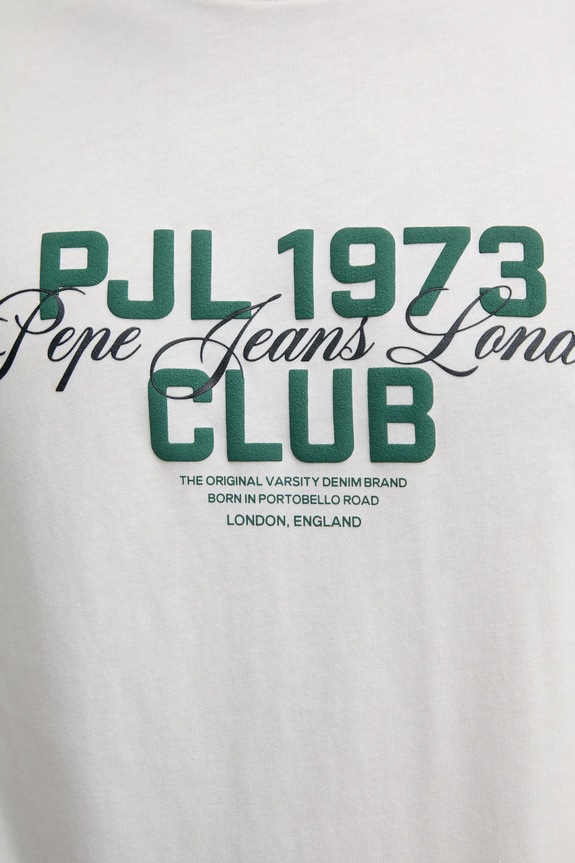 PJL 1973
Pepe Jeans Lond
CLUB
THE ORIGINAL VARSITY DENIM BRAND
BORN IN PORTOBELLO ROAD
LONDON, ENGLAND